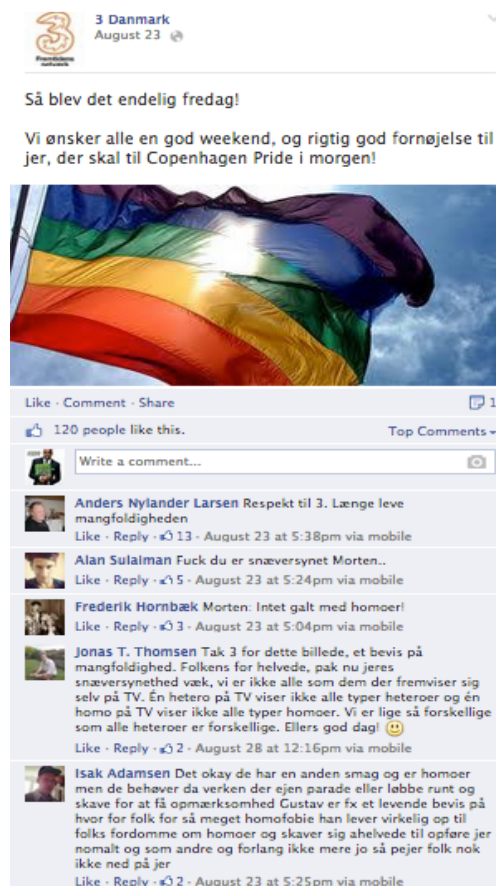 3 Danmark
August 23
Fremtidens
netværk
Så blev det endelig fredag!
Vi ønsker alle en god weekend, og rigtig god fornøjelse til
jer, der skal til Copenhagen Pride i morgen!
Like · Comment · Share
1
120 people like this.
Top Comments
Write a comment...
Anders Nylander Larsen Respekt til 3. Længe leve
mangfoldigheden
Like · Reply · 13 · August 23 at 5:38pm via mobile
Alan Sulaiman Fuck du er snæversynet Morten..
Like · Reply · 5 · August 23 at 5:24pm via mobile
Frederik Hornbæk Morten: Intet galt med homoer!
Like · Reply · 3 · August 23 at 5:04pm via mobile
Jonas T. Thomsen Tak 3 for dette billede, et bevis på
mangfoldighed. Folkens for helvede, pak nu jeres
snæversynethed væk, vi er ikke alle som dem der fremviser sig
selv på TV. Én hetero på TV viser ikke alle typer heteroer og én
homo på TV viser ikke alle typer homoer. Vi er lige så forskellige
som alle heteroer er forskellige. Ellers god dag!
Like · Reply · 2 · August 28 at 12:16pm via mobile
Isak Adamsen Det okay de har en anden smag og er homoer
men de behøver da verken der ejen parade eller løbbe runt og
skave for at få opmærksomhed Gustav er fx et levende bevis på
hvor for folk for så meget homofobie han lever virkelig op til
folks fordomme om homoer og skaver sig ahelvede til opføre jer
nomalt og som andre og forlang ikke mere jo så pejer folk nok
ikke ned på jer
Like · Reply · 2 · August 23 at 5:25pm via mobile